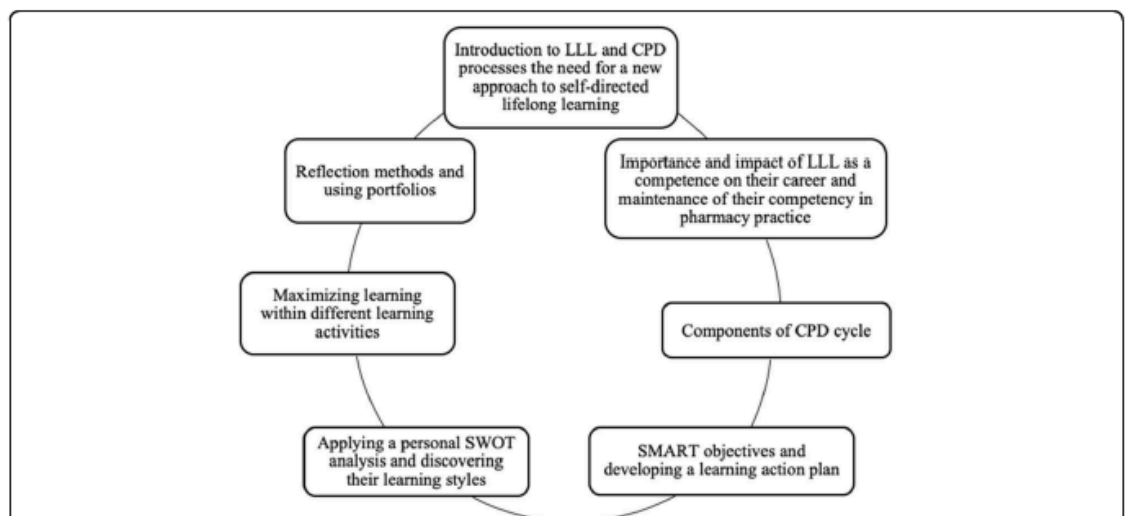 Introduction to LLL and CPD
processes the need for a new
approach to self-directed
lifelong learning
Importance and impact of LLL as a
competence on their career and
maintenance of their competency in
pharmacy practice
Components of CPD cycle
SMART objectives and
developing a learning action plan
Applying a personal SWOT
analysis and discovering
their learning styles
Maximizing learning
within different learning
activities
Reflection methods and
using portfolios